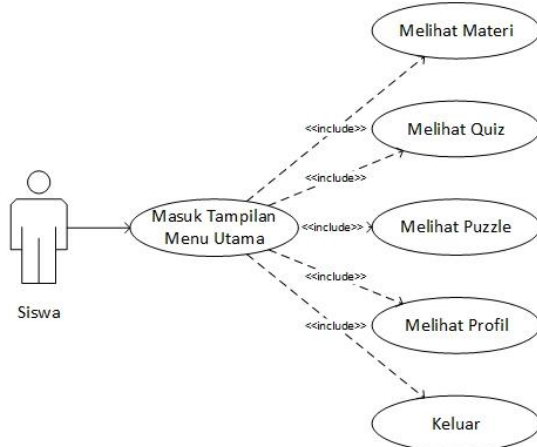 Melihat Materi
<<include>>
Melihat Quiz
<<include>>
Masuk Tampilan
Menu Utama
<<include>>
Melihat Puzzle
Siswa
<<include>>
Melihat Profil
<<include>>
Keluar